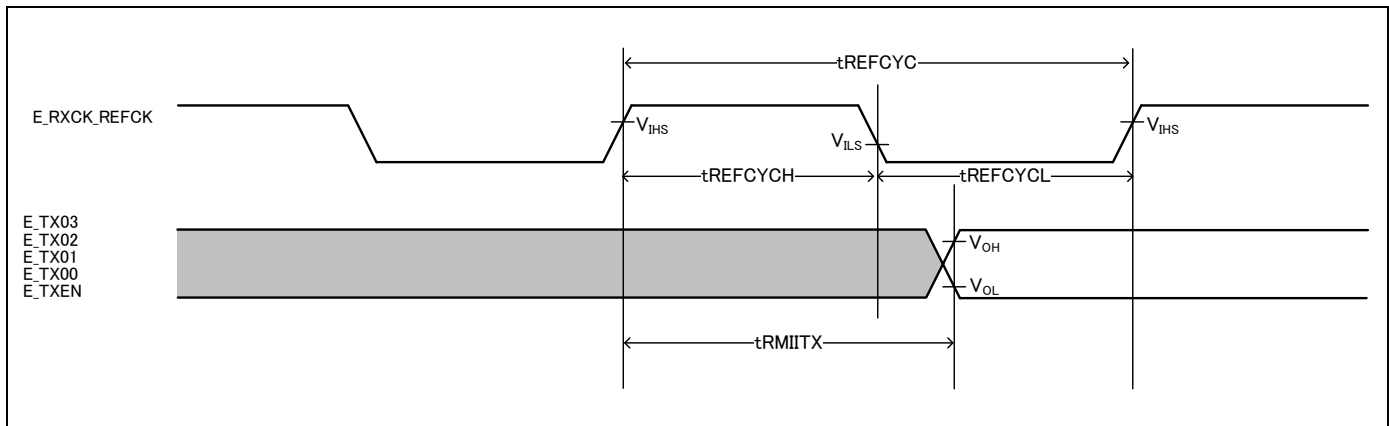 tREFCYC
E_RXCK_REFCK
VIHS
VILS
VIHS
tREFCYCH
tREFCYCL
E_TX03
E_TX02
E_TX01
E_TX00
E_TXEN
VOH
VOL
tRMIITX